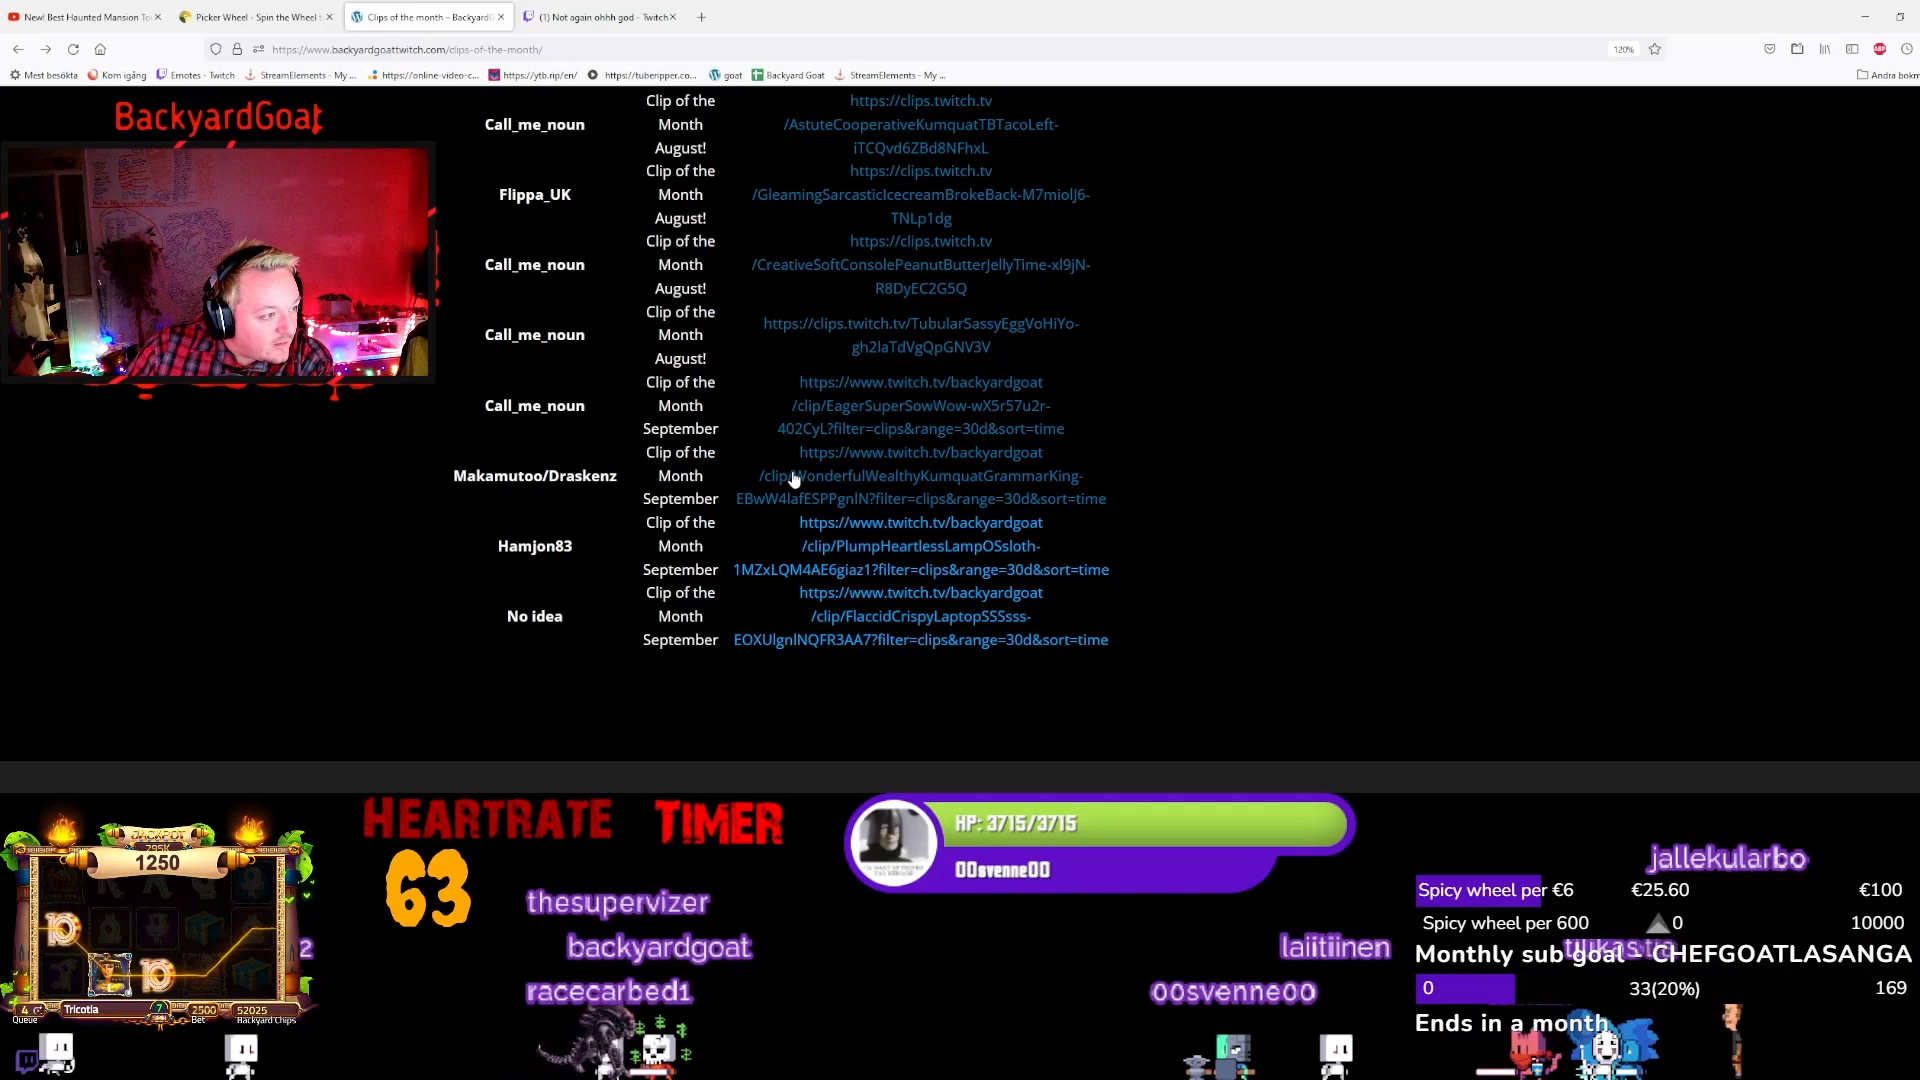 New! Best Haunted Mansion To
Picker Wheel - Spin the Wheel t
Clips of the month – BackyardG
(1) Not again ohhh god - Twitch
https://www.backyardgoattwitch.com/clips-of-the-month/
120%
Mest besökta
Kom igång
Emotes - Twitch
StreamElements - My ...
https://online-video-c...
https://ytb.rip/en/
https://tuberipper.co...
goat
Backyard Goat
StreamElements - My ...
Andra bokm
BackyardGoat
Call_me_noun
Clip of the
Month
August!
https://clips.twitch.tv
/AstuteCooperativeKumquatTBTacoLeft-
iTCQvd6ZBd8NFhxL
Flippa_UK
Clip of the
Month
August!
https://clips.twitch.tv
/GleamingSarcasticIcecreamBrokeBack-M7miolJ6-
TNLp1dg
Call_me_noun
Clip of the
Month
August!
https://clips.twitch.tv
/CreativeSoftConsolePeanutButterJellyTime-xl9jN-
R8DyEC2G5Q
Call_me_noun
Clip of the
Month
August!
https://clips.twitch.tv/TubularSassyEggVoHiYo-
gh2laTdVgQpGNV3V
Call_me_noun
Clip of the
Month
September
https://www.twitch.tv/backyardgoat
/clip/EagerSuperSowWow-wX5r57u2r-
402CyL?filter=clips&range=30d&sort=time
Makamutoo/Draskenz
Clip of the
Month
September
https://www.twitch.tv/backyardgoat
/clip/WonderfulWealthyKumquatGrammarKing-
EBwW4lafESPPgnlN?filter=clips&range=30d&sort=time
Hamjon83
Clip of the
Month
September
https://www.twitch.tv/backyardgoat
/clip/PlumpHeartlessLampOSsloth-
1MZxLQM4AE6giaz1?filter=clips&range=30d&sort=time
No idea
Clip of the
Month
September
https://www.twitch.tv/backyardgoat
/clip/FlaccidCrispyLaptopSSSsss-
EOXUlgnlNQFR3AA7?filter=clips&range=30d&sort=time
JACKPOT
295K
1250
10
10
4
Queue
Tricotia
7
2500
Bet
52025
Backyard Chips
HEARTRATE
63
TIMER
HP: 3715/3715
00svenne00
thesupervizer
backyardgoat
racecarbed1
laiitiinen
00svenne00
jallekularbo
Spicy wheel per €6
€25.60
€100
Spicy wheel per 600
0
10000
Monthly sub goal - CHEFGOATLASANGA
0
33(20%)
169
Ends in a month